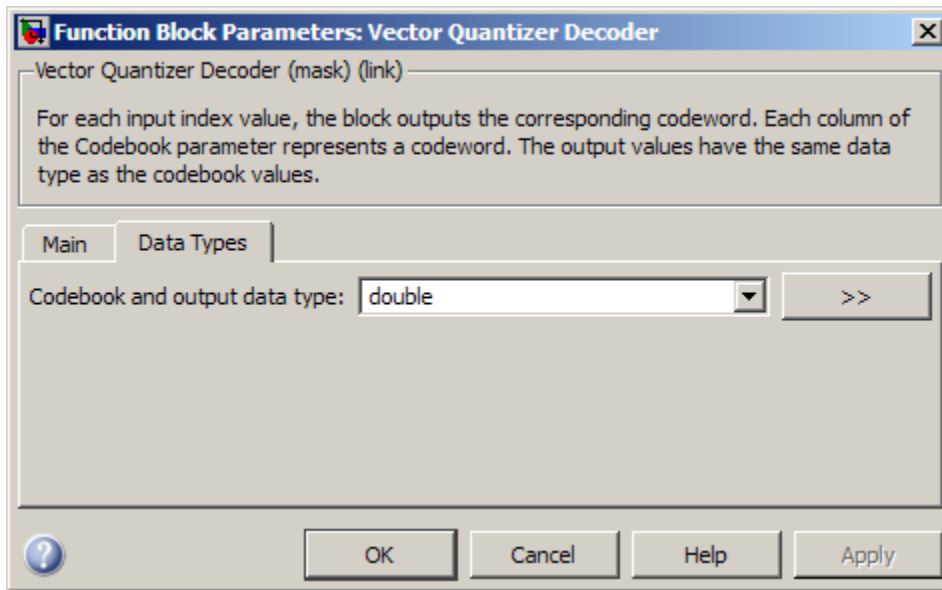 Function Block Parameters: Vector Quantizer Decoder
Vector Quantizer Decoder (mask) (link)
For each input index value, the block outputs the corresponding codeword. Each column of
the Codebook parameter represents a codeword. The output values have the same data
type as the codebook values.
Main Data Types
Codebook and output data type: double >>
OK Cancel Help Apply